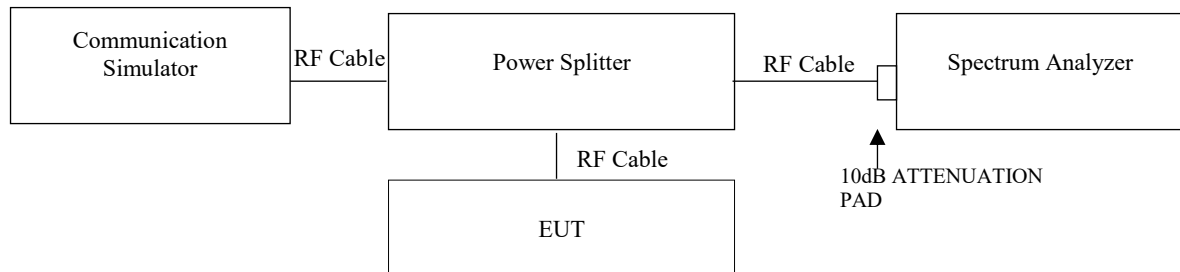 Communication
Simulator
RF Cable
Power Splitter
RF Cable
Spectrum Analyzer
RF Cable
10dB ATTENUATION
PAD
EUT